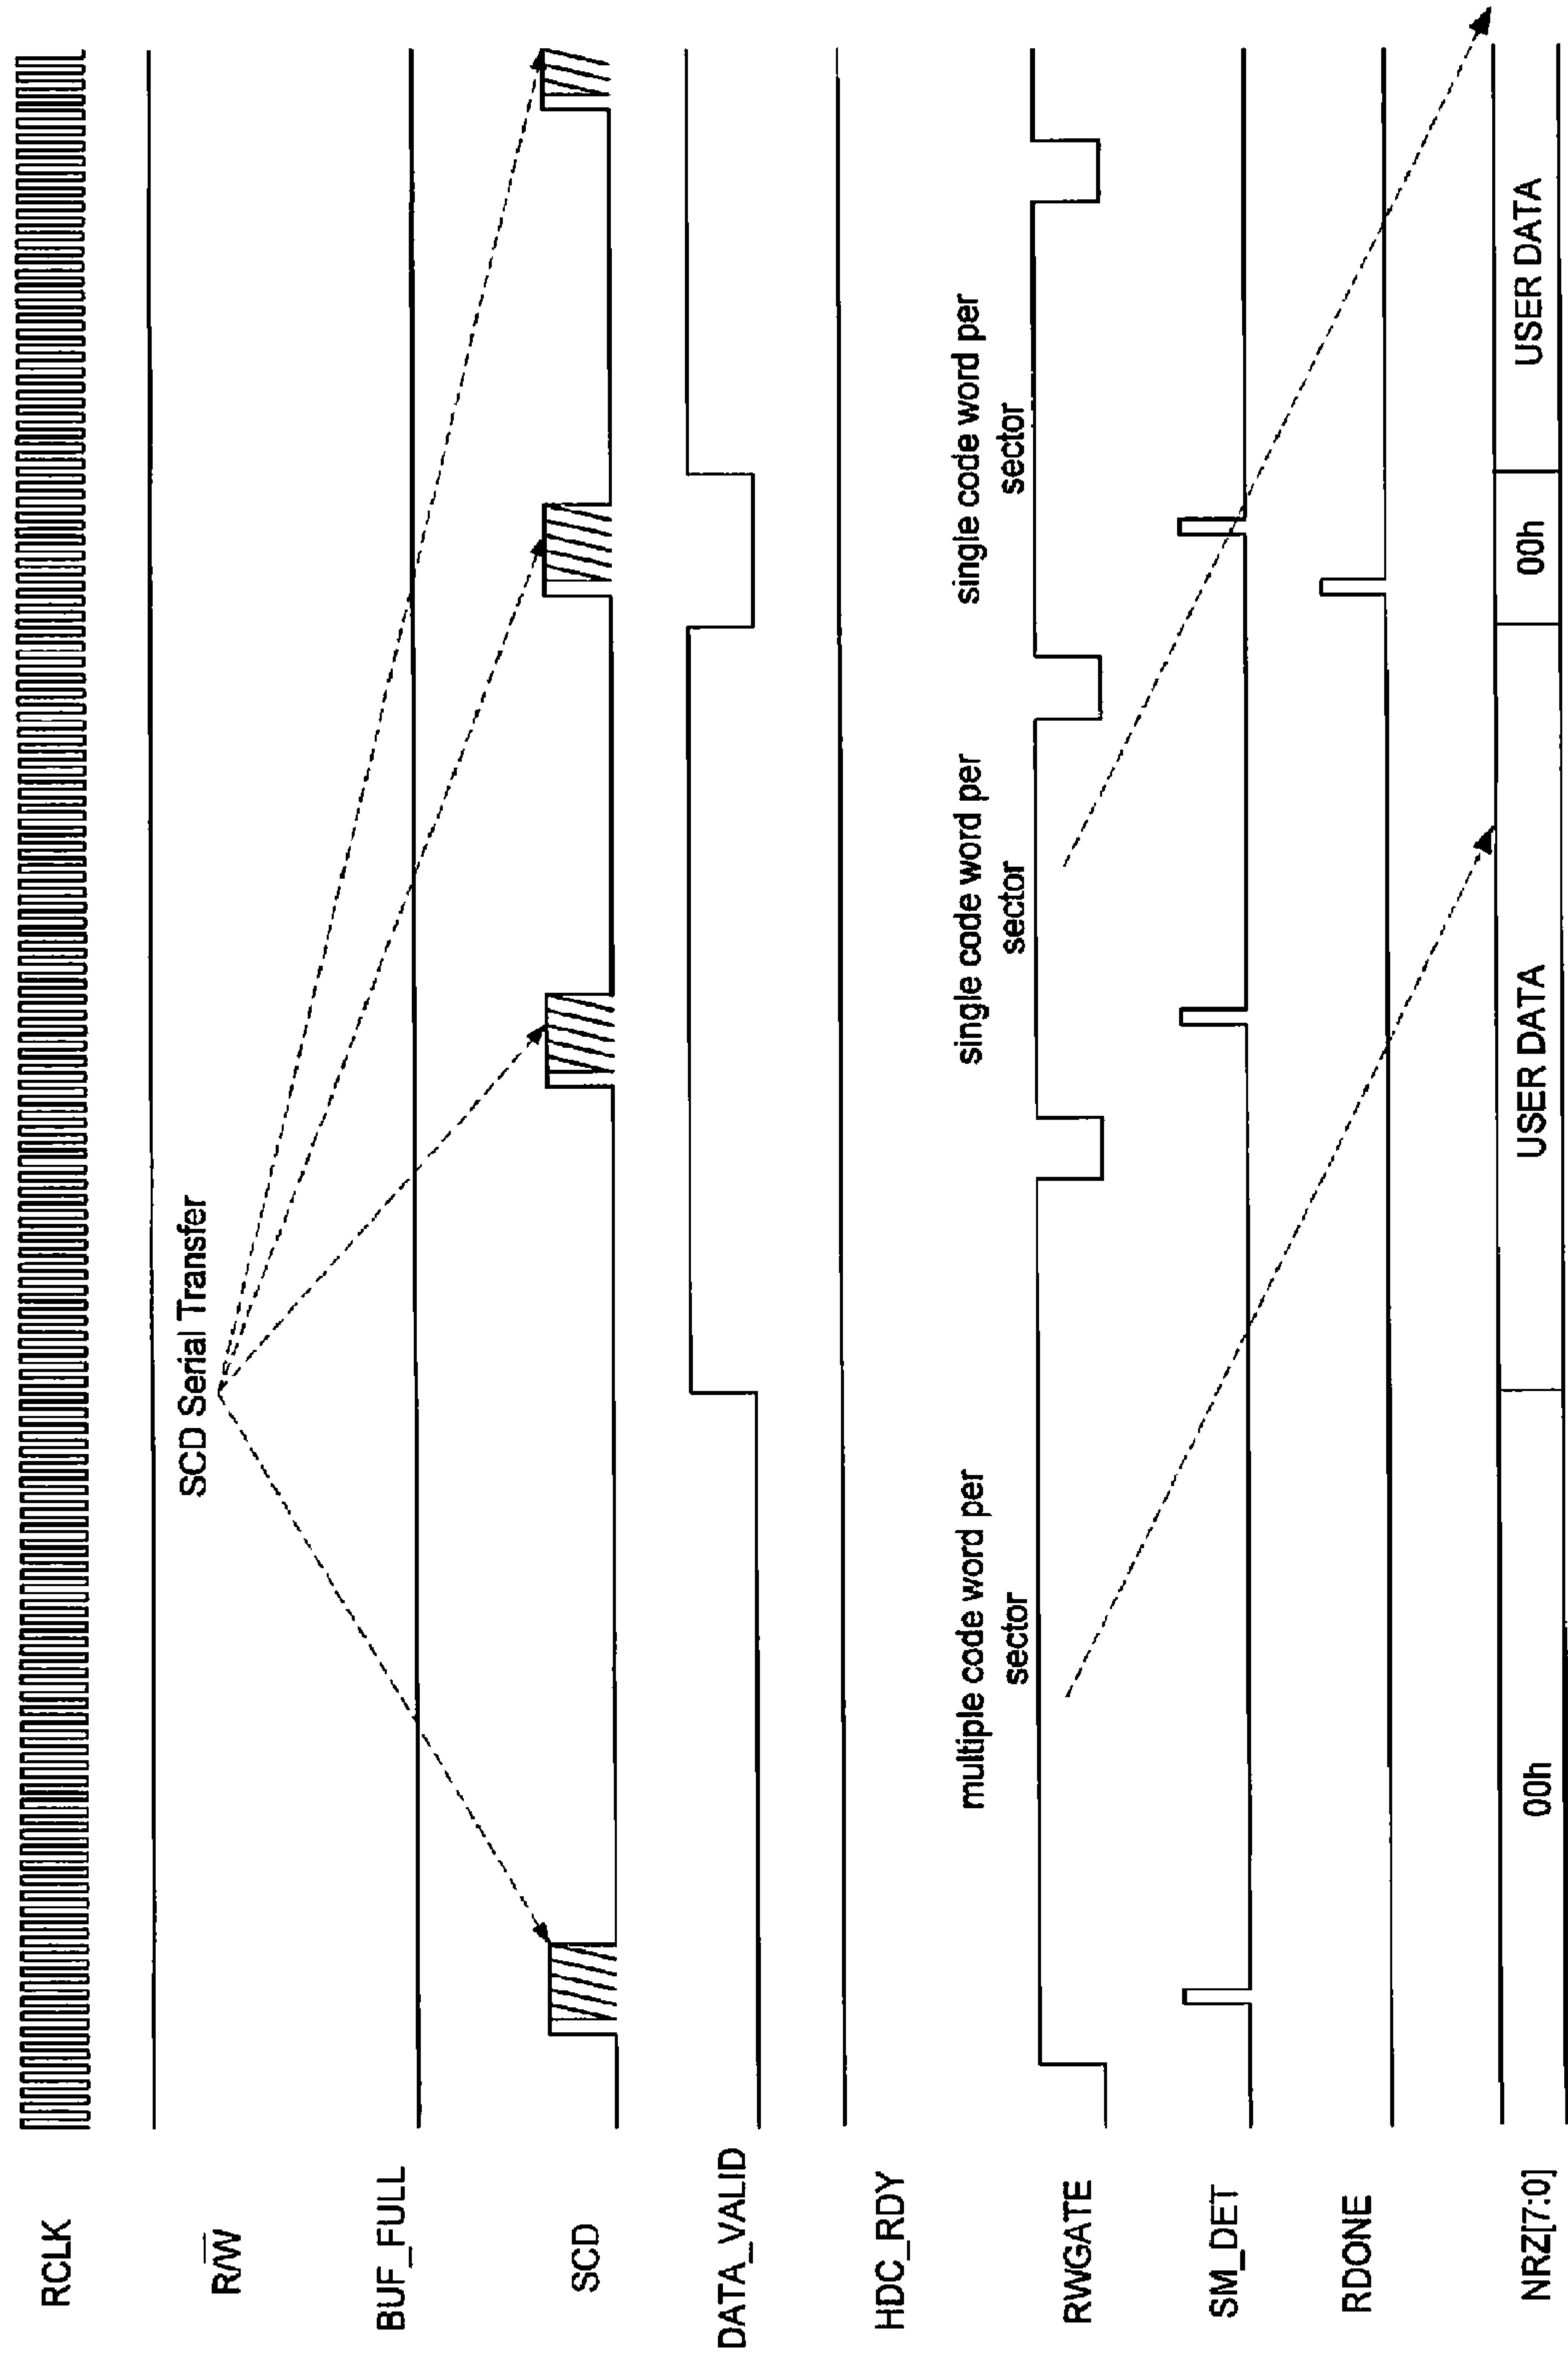 RCLK
R/W̅
SCD Serial Transfer
BUF_FULL
SCD
DATA_VALID
HDC_RDY
multiple code word per
sector
single code word per
sector
single code word per
sector
RWGATE
SM_DET
RDONE
NRZ[7:0]
00h
USER DATA
00h
USER DATA